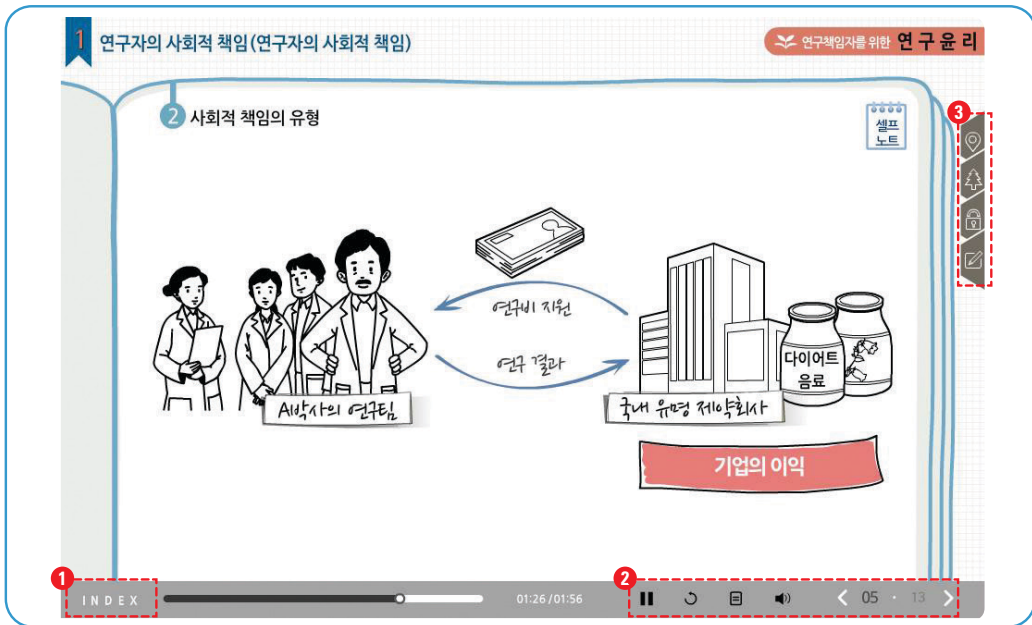 1 연구자의 사회적 책임(연구자의 사회적 책임)
연구책임자를 위한 연구윤리
2 사회적 책임의 유형
셀프
노트
3
연구비 지원
연구 결과
다이어트
음료
A박사의 연구팀
국내 유명 제약회사
기업의 이익
1
2
INDEX
01:26/01:56
05 · 13